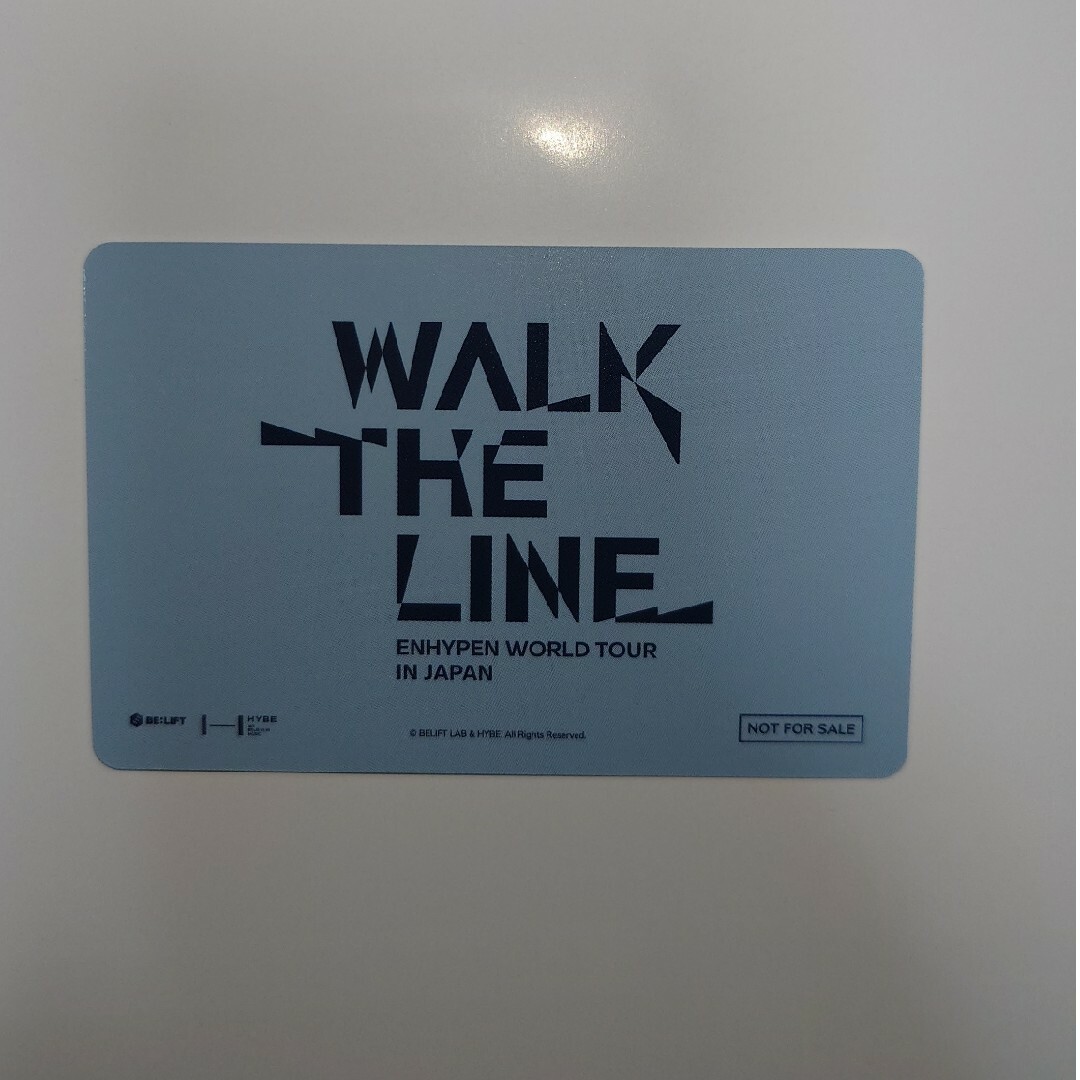 WALK
THE
LINE
ENHYPEN WORLD TOUR
IN JAPAN
BE:LIFT
HYBE
© BELIFT LAB & HYBE. All Rights Reserved.
NOT FOR SALE